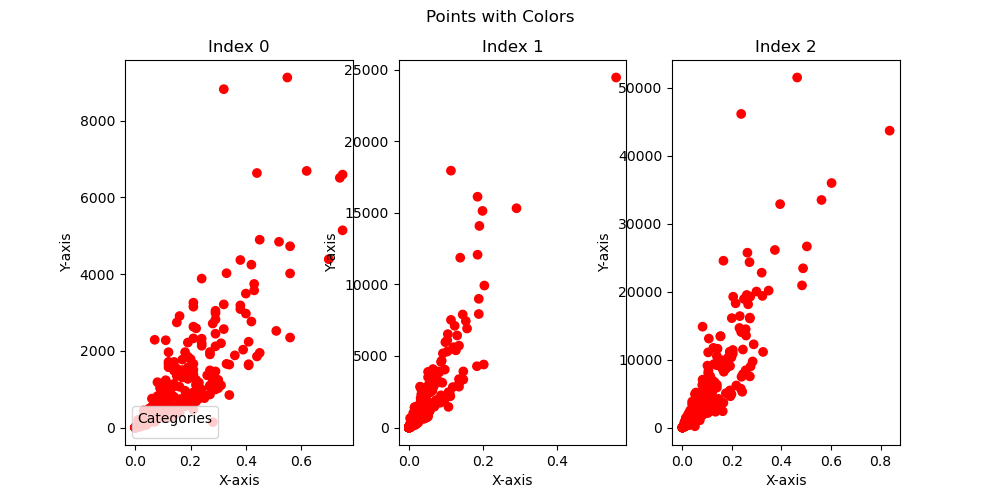 Points with Colors
Index 0
Index 1
Index 2
Y-axis
8000
6000
4000
2000
0
Categories
0.0 0.2 0.4 0.6
X-axis
Y-axis
25000
20000
15000
10000
5000
0
0.0 0.2 0.4
X-axis
Y-axis
50000
40000
30000
20000
10000
0
0.0 0.2 0.4 0.6 0.8
X-axis